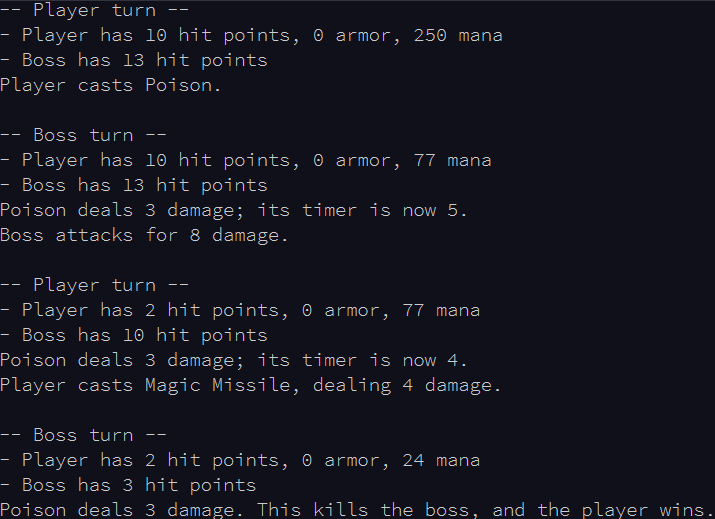 -- Player turn --
- Player has 10 hit points, 0 armor, 250 mana
- Boss has 13 hit points
Player casts Poison.

-- Boss turn --
- Player has 10 hit points, 0 armor, 77 mana
- Boss has 13 hit points
Poison deals 3 damage; its timer is now 5.
Boss attacks for 8 damage.

-- Player turn --
- Player has 2 hit points, 0 armor, 77 mana
- Boss has 10 hit points
Poison deals 3 damage; its timer is now 4.
Player casts Magic Missile, dealing 4 damage.

-- Boss turn --
- Player has 2 hit points, 0 armor, 24 mana
- Boss has 3 hit points
Poison deals 3 damage. This kills the boss, and the player wins.